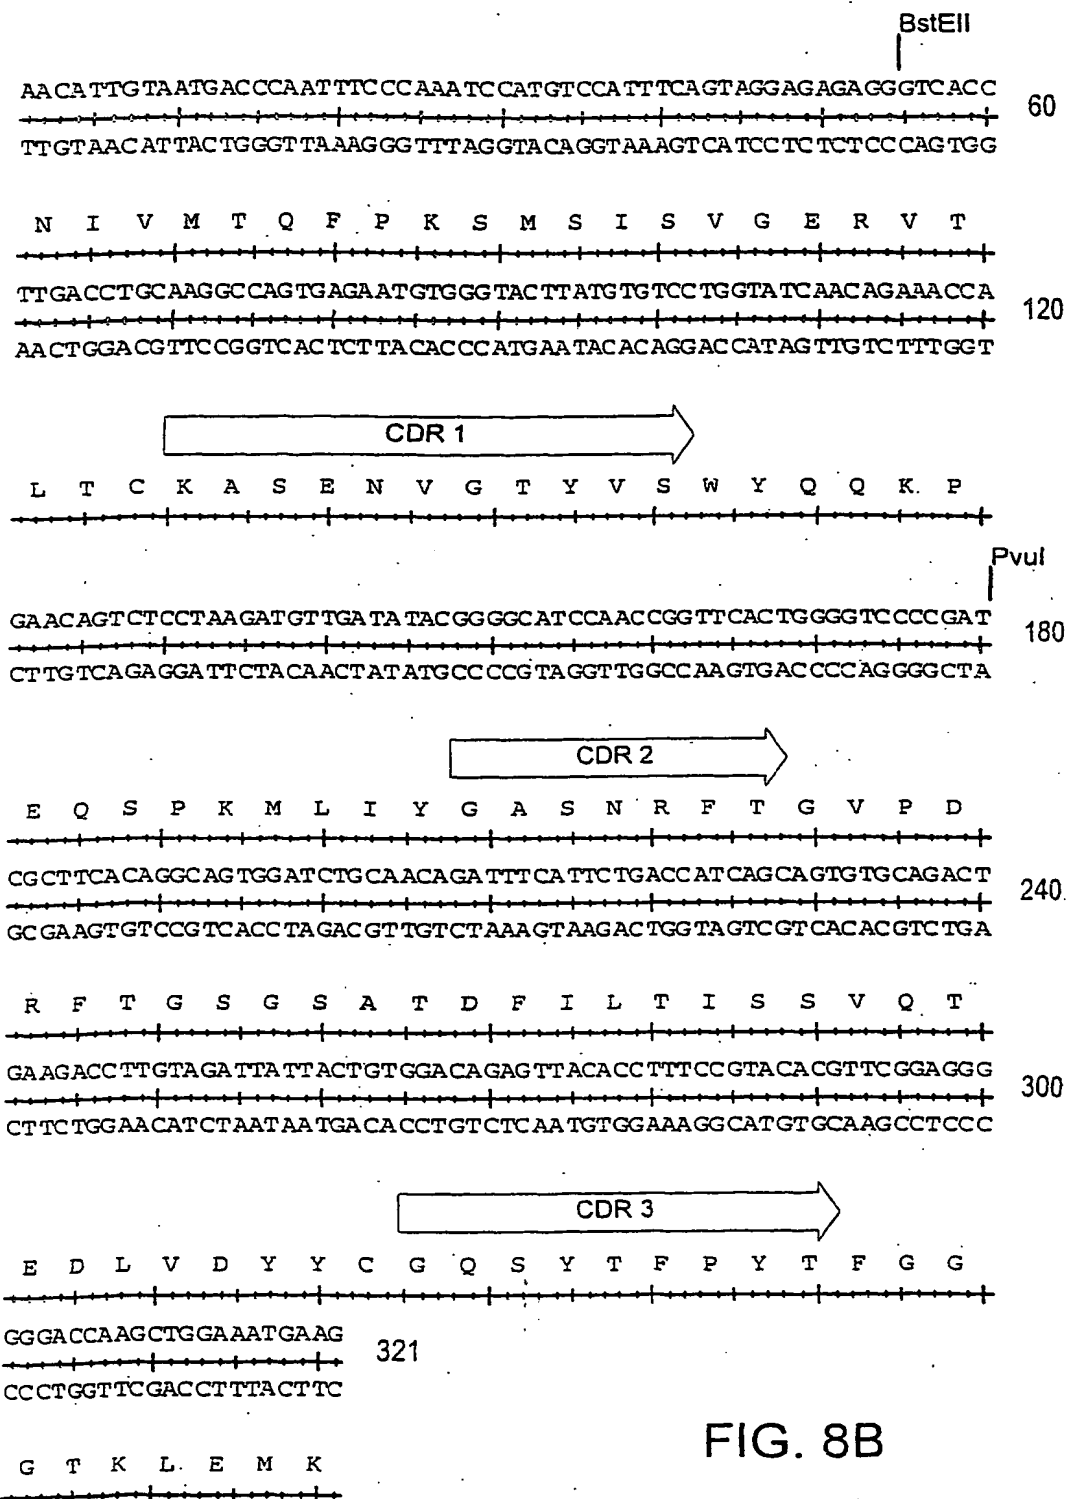 BstEII
AACATTGTAATGACCCAATTTCCCAAATCCATGTCCATTTCAGTAGGAGAGAGGGTCACC
60
TTGTAACATTACTGGGTTAAAGGGTTTAGGTACAGGTAAAGTCATCCTCTCTCCCAGTGG
N I V M T Q F P K S M S I S V G E R V T
TTGACCTGCAAGGCCAGTGAGAATGTGGGTACTTATGTGTCCTGGTATCAACAGAAACCA
120
AACTGGACGTTCCGGTCACTCTTACACCCATGAATACACAGGACCATAGTTGTCTTTGGT
CDR 1
L T C K A S E N V G T Y V S W Y Q Q K P
PvuI
GAACAGTCTCCTAAGATGTTGATATACGGGGCATCCAACCGGTTCACTGGGGTCCCCGAT
180
CTTGTCAGAGGATTCTACAACTATATGCCCCGTAGGTTGGCCAAGTGACCCCAGGGGCTA
CDR 2
E Q S P K M L I Y G A S N R F T G V P D
CGCTTCACAGGCAGTGGATCTGCAACAGATTTCATTCTGACCATCAGCAGTGTGCAGACT
240
GCGAAGTGTCCGTCACCTAGACGTTGTCTAAAGTAAGACTGGTAGTCGTCACACGTCTGA
R F T G S G S A T D F I L T I S S V Q T
GAAGACCTTGTAGATTATTACTGTGGACAGAGTTACACCTTTCCGTACACGTTCGGAGGG
300
CTTCTGGAACATCTAATAATGACACCTGTCTCAATGTGGAAAGGCATGTGCAAGCCTCCC
CDR 3
E D L V D Y Y C G Q S Y T F P Y T F G G
GGGACCAAGCTGGAAATGAAG
321
CCCTGGTTCGACCTTTACTTC
FIG. 8B
G T K L E M K